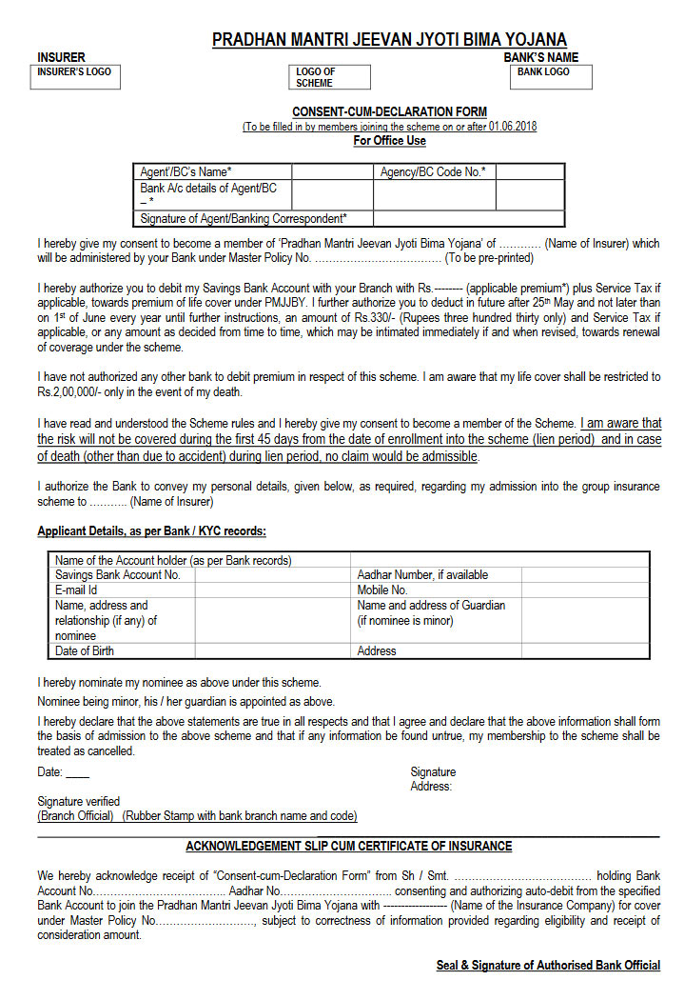 PRADHAN MANTRI JEEVAN JYOTI BIMA YOJANA
INSURER
BANK'S NAME
INSURER'S LOGO
LOGO OF
SCHEME
BANK LOGO
CONSENT-CUM-DECLARATION FORM
(To be filled in by members joining the scheme on or after 01.06.2018
For Office Use
Agent'/BC's Name*
Agency/BC Code No.*
Bank A/c details of Agent/BC
– *
Signature of Agent/Banking Correspondent*
I hereby give my consent to become a member of 'Pradhan Mantri Jeevan Jyoti Bima Yojana' of ………… (Name of Insurer) which
will be administered by your Bank under Master Policy No. ……………………………… (To be pre-printed)
I hereby authorize you to debit my Savings Bank Account with your Branch with Rs.-------- (applicable premium*) plus Service Tax if
applicable, towards premium of life cover under PMJJBY. I further authorize you to deduct in future after 25th May and not later than
on 1st of June every year until further instructions, an amount of Rs.330/- (Rupees three hundred thirty only) and Service Tax if
applicable, or any amount as decided from time to time, which may be intimated immediately if and when revised, towards renewal
of coverage under the scheme.
I have not authorized any other bank to debit premium in respect of this scheme. I am aware that my life cover shall be restricted to
Rs.2,00,000/- only in the event of my death.
I have read and understood the Scheme rules and I hereby give my consent to become a member of the Scheme. I am aware that
the risk will not be covered during the first 45 days from the date of enrollment into the scheme (lien period) and in case
of death (other than due to accident) during lien period, no claim would be admissible.
I authorize the Bank to convey my personal details, given below, as required, regarding my admission into the group insurance
scheme to ……….. (Name of Insurer)
Applicant Details, as per Bank / KYC records:
Name of the Account holder (as per Bank records)
Savings Bank Account No.
Aadhar Number, if available
E-mail Id
Mobile No.
Name, address and
relationship (if any) of
nominee
Name and address of Guardian
(if nominee is minor)
Date of Birth
Address
I hereby nominate my nominee as above under this scheme.
Nominee being minor, his / her guardian is appointed as above.
I hereby declare that the above statements are true in all respects and that I agree and declare that the above information shall form
the basis of admission to the above scheme and that if any information be found untrue, my membership to the scheme shall be
treated as cancelled.
Date: ____
Signature
Address:
Signature verified
(Branch Official) (Rubber Stamp with bank branch name and code)
ACKNOWLEDGEMENT SLIP CUM CERTIFICATE OF INSURANCE
We hereby acknowledge receipt of "Consent-cum-Declaration Form" from Sh / Smt. ………………………………… holding Bank
Account No.……………………………….. Aadhar No.…………………………. consenting and authorizing auto-debit from the specified
Bank Account to join the Pradhan Mantri Jeevan Jyoti Bima Yojana with ----------------- (Name of the Insurance Company) for cover
under Master Policy No.………………………, subject to correctness of information provided regarding eligibility and receipt of
consideration amount.
Seal & Signature of Authorised Bank Official